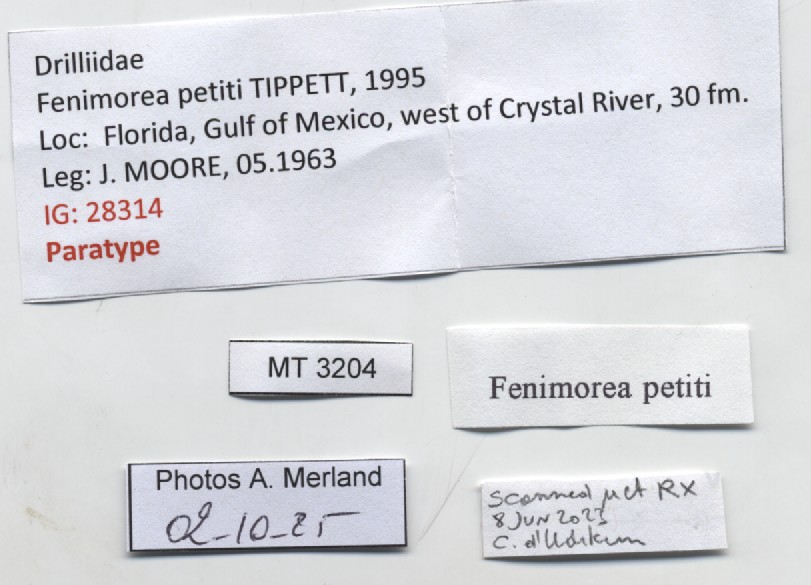 Drilliidae
Fenimorea petiti TIPPETT, 1995
Loc: Florida, Gulf of Mexico, west of Crystal River, 30 fm.
Leg: J. MOORE, 05.1963
IG: 28314
Paratype
MT 3204
Fenimorea petiti
Photos A. Merland
02-10-25
Scanned µct RX
8 JUN 2023
C. d'Udekem